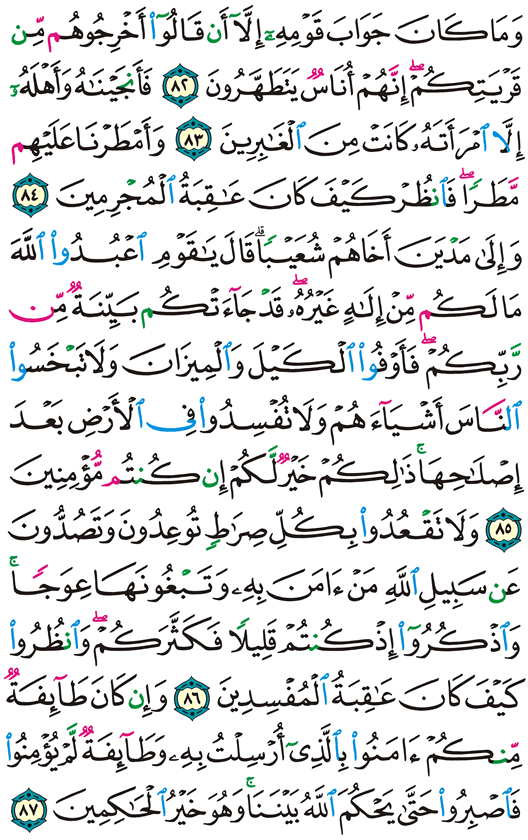 وَمَا كَانَ جَوَابَ قَوْمِهِۦٓ إِلَّآ أَن قَالُوٓا۟ أَخْرِجُوهُم مِّن
قَرْيَتِكُمْ ۖ إِنَّهُمْ أُنَاسٌ يَتَطَهَّرُونَ ٨٢ فَأَنجَيْنَـٰهُ وَأَهْلَهُۥٓ
إِلَّا ٱمْرَأَتَهُۥ كَانَتْ مِنَ ٱلْغَـٰبِرِينَ ٨٣ وَأَمْطَرْنَا عَلَيْهِم
مَّطَرًا ۖ فَٱنظُرْ كَيْفَ كَانَ عَـٰقِبَةُ ٱلْمُجْرِمِينَ ٨٤
وَإِلَىٰ مَدْيَنَ أَخَاهُمْ شُعَيْبًا ۗ قَالَ يَـٰقَوْمِ ٱعْبُدُوا۟ ٱللَّهَ
مَا لَكُم مِّنْ إِلَـٰهٍ غَيْرُهُۥ ۖ قَدْ جَآءَتْكُم بَيِّنَةٌ مِّن
رَّبِّكُمْ ۖ فَأَوْفُوا۟ ٱلْكَيْلَ وَٱلْمِيزَانَ وَلَا تَبْخَسُوا۟
ٱلنَّاسَ أَشْيَآءَهُمْ وَلَا تُفْسِدُوا۟ فِى ٱلْأَرْضِ بَعْدَ
إِصْلَـٰحِهَا ۚ ذَٰلِكُمْ خَيْرٌ لَّكُمْ إِن كُنتُم مُّؤْمِنِينَ
٨٥ وَلَا تَقْعُدُوا۟ بِكُلِّ صِرَٰطٍ تُوعِدُونَ وَتَصُدُّونَ
عَن سَبِيلِ ٱللَّهِ مَنْ ءَامَنَ بِهِۦ وَتَبْغُونَهَا عِوَجًا ۚ
وَٱذْكُرُوٓا۟ إِذْ كُنتُمْ قَلِيلًا فَكَثَّرَكُمْ ۖ وَٱنظُرُوا۟
كَيْفَ كَانَ عَـٰقِبَةُ ٱلْمُفْسِدِينَ ٨٦ وَإِن كَانَ طَآئِفَةٌ
مِّنكُمْ ءَامَنُوا۟ بِٱلَّذِىٓ أُرْسِلْتُ بِهِۦ وَطَآئِفَةٌ لَّمْ يُؤْمِنُوا۟
فَٱصْبِرُوا۟ حَتَّىٰ يَحْكُمَ ٱللَّهُ بَيْنَنَا ۚ وَهُوَ خَيْرُ ٱلْحَـٰكِمِينَ ٨٧